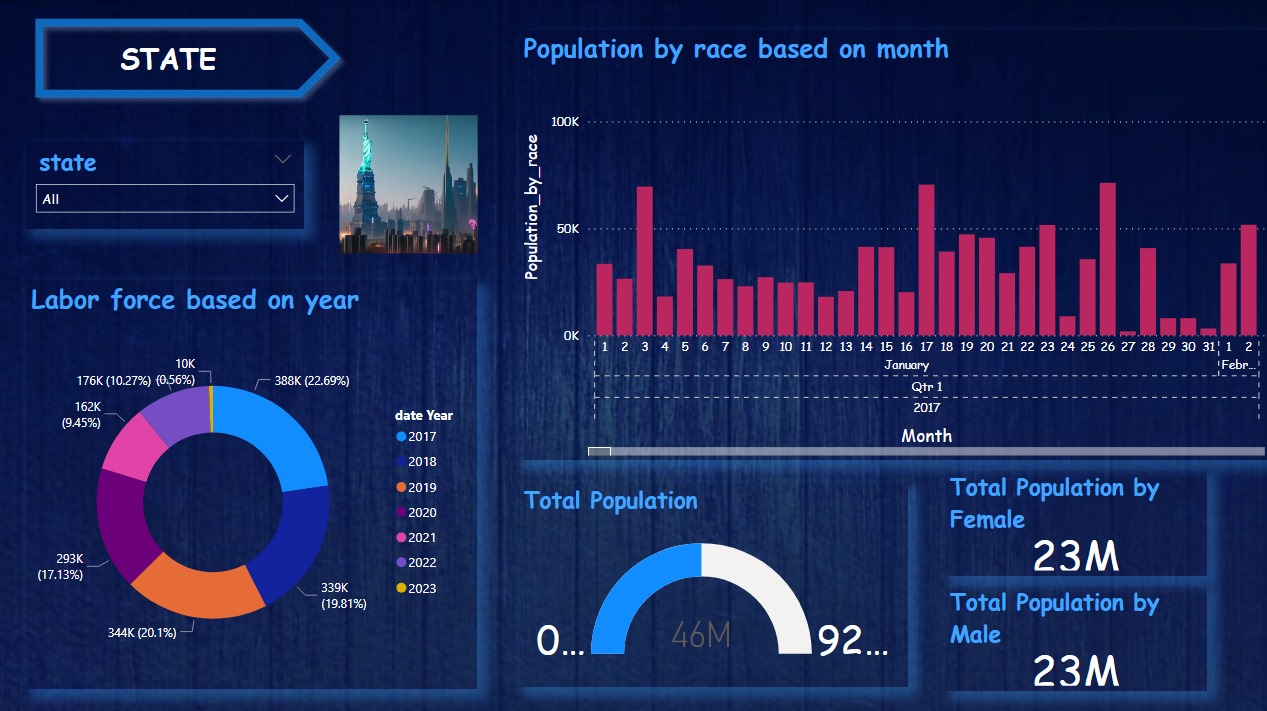 STATE
state
All
Labor force based on year
10K
(0.56%)
176K (10.27%)
388K (22.69%)
162K
(9.45%)
293K
(17.13%)
339K
(19.81%)
344K (20.1%)
date Year
2017
2018
2019
2020
2021
2022
2023
Population by race based on month
Population_by_race
100K
50K
0K
1 2 3 4 5 6 7 8 9 10 11 12 13 14 15 16 17 18 19 20 21 22 23 24 25 26 27 28 29 30 31 1 2
January Febr...
Qtr 1
2017
Month
Total Population
0... 46M 92...
Total Population by
Female
23M
Total Population by
Male
23M